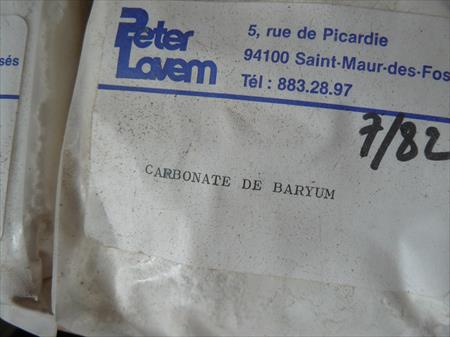 Peter
Lavem
5, rue de Picardie
94100 Saint-Maur-des-Fos
Tél : 883.28.97
sés
7/82
CARBONATE DE BARYUM